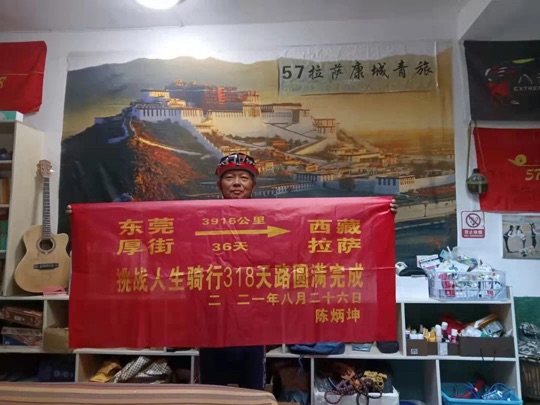 57拉萨康城青旅
EXTREM
57
东莞 3916公里 西藏
厚街 36天 拉萨
挑战人生骑行318天路圆满完成
二〇二一年八月二十六日
陈炳坤